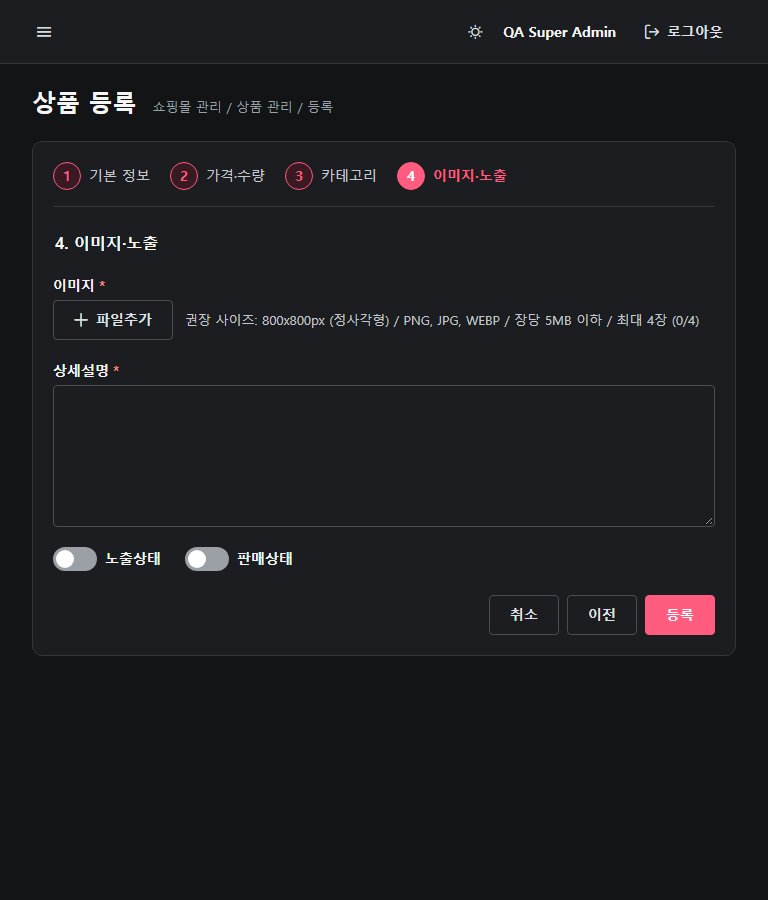 QA Super Admin 로그아웃
상품 등록 쇼핑몰 관리 / 상품 관리 / 등록
1 기본 정보 2 가격·수량 3 카테고리 4 이미지·노출
4. 이미지·노출
이미지 *
파일추가 권장 사이즈: 800x800px (정사각형) / PNG, JPG, WEBP / 장당 5MB 이하 / 최대 4장 (0/4)
상세설명 *
노출상태 판매상태
취소 이전 등록